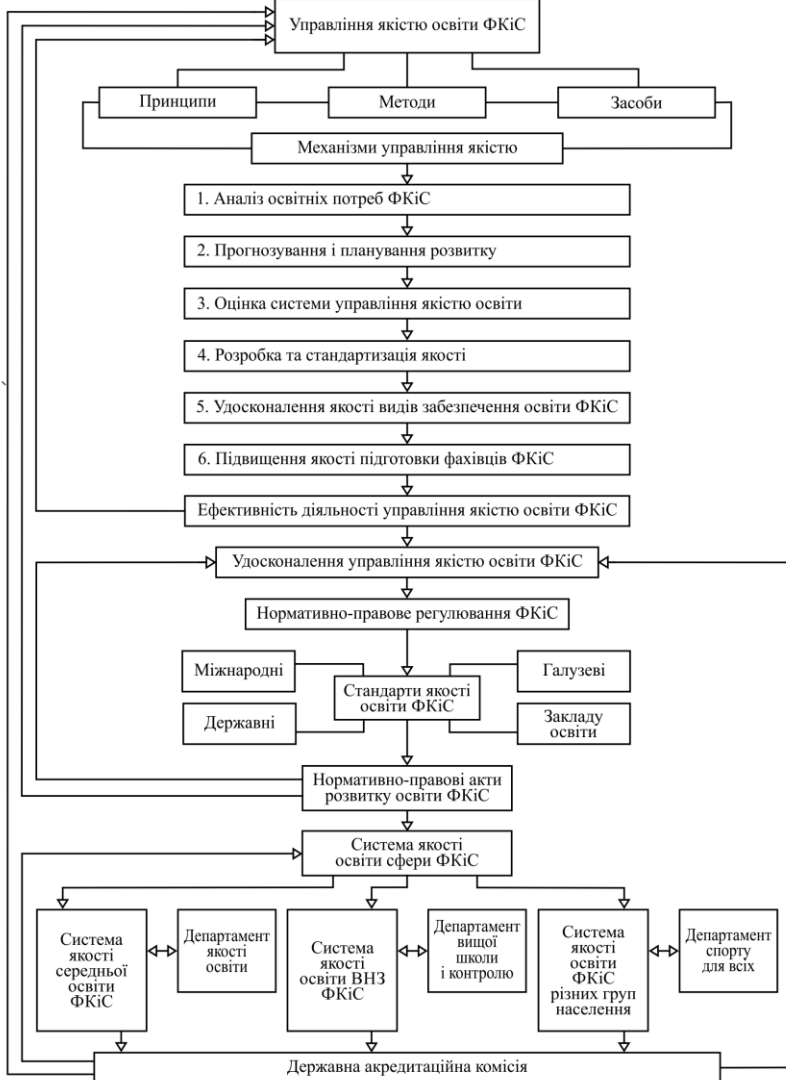 Управління якістю освіти ФКіС
Принципи
Методи
Засоби
Механізми управління якістю
1. Аналіз освітніх потреб ФКіС
2. Прогнозування і планування розвитку
3. Оцінка системи управління якістю освіти
4. Розробка та стандартизація якості
5. Удосконалення якості видів забезпечення освіти ФКіС
6. Підвищення якості підготовки фахівців ФКіС
Ефективність діяльності управління якістю освіти ФКіС
Удосконалення управління якістю освіти ФКіС
Нормативно-правове регулювання ФКіС
Міжнародні
Державні
Стандарти якості
освіти ФКіС
Галузеві
Закладу
освіти
Нормативно-правові акти
розвитку освіти ФКіС
Система якості
освіти сфери ФКіС
Система
якості
середньої
освіти
ФКіС
Департамент
якості
освіти
Система
якості
освіти ВНЗ
ФКіС
Департамент
вищої
школи
і контролю
Система
якості
освіти
ФКіС
різних груп
населення
Департамент
спорту
для всіх
Державна акредитаційна комісія